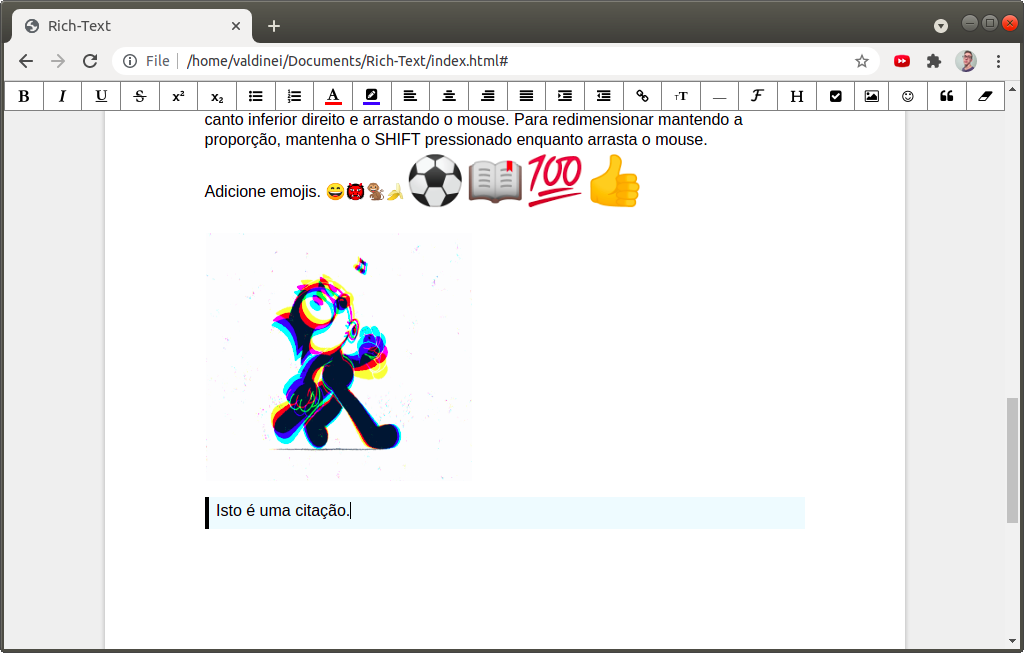 Rich-Text
File | /home/valdinei/Documents/Rich-Text/index.html#
B I U S x² x₂ A тT — ℱ H
canto inferior direito e arrastando o mouse. Para redimensionar mantendo a
proporção, mantenha o SHIFT pressionado enquanto arrasta o mouse.
Adicione emojis. 😄👹🐒🍌⚽📖💯👍
Isto é uma citação.